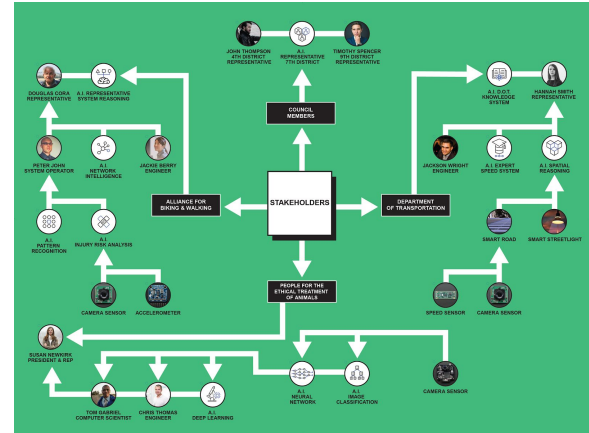 JOHN THOMPSON
4TH DISTRICT
REPRESENTATIVE
A.I.
REPRESENTATIVE
7TH DISTRICT
TIMOTHY SPENCER
9TH DISTRICT
REPRESENTATIVE
DOUGLAS CORA
REPRESENTATIVE
A.I. REPRESENTATIVE
SYSTEM REASONING
A.I. D.O.T.
KNOWLEDGE
SYSTEM
HANNAH SMITH
REPRESENTATIVE
COUNCIL
MEMBERS
PETER JOHN
SYSTEM OPERATOR
A.I.
NETWORK
INTELLIGENCE
JACKIE BERRY
ENGINEER
JACKSON WRIGHT
ENGINEER
A.I. EXPERT
SPEED SYSTEM
A.I. SPATIAL
REASONING
ALLIANCE FOR
BIKING & WALKING
STAKEHOLDERS
DEPARTMENT
OF TRANSPORTATION
A.I.
PATTERN
RECOGNITION
A.I.
INJURY RISK ANALYSIS
SMART ROAD
SMART STREETLIGHT
PEOPLE FOR THE
ETHICAL TREATMENT
OF ANIMALS
CAMERA SENSOR
ACCELEROMETER
SPEED SENSOR
CAMERA SENSOR
SUSAN NEWKIRK
PRESIDENT & REP
TOM GABRIEL
COMPUTER SCIENTIST
CHRIS THOMAS
ENGINEER
A.I.
DEEP LEARNING
A.I.
NEURAL
NETWORK
A.I.
IMAGE
CLASSIFICATION
CAMERA SENSOR